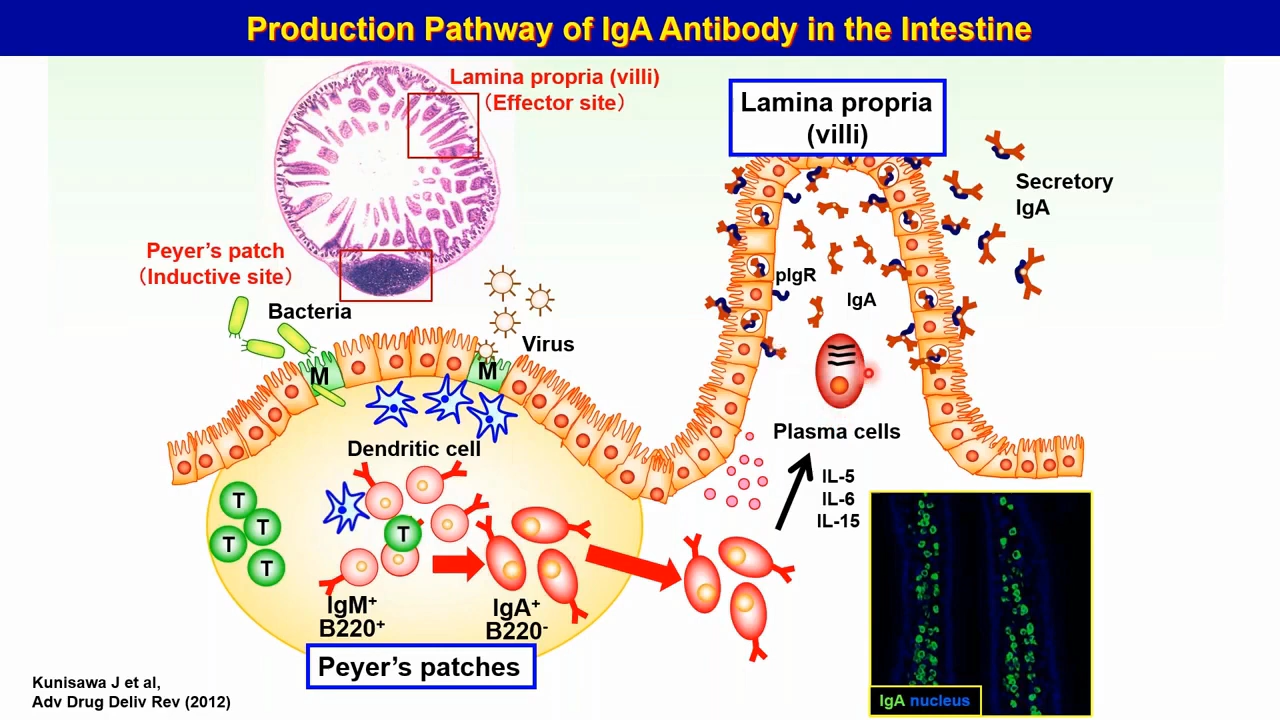 Production Pathway of IgA Antibody in the Intestine
Lamina propria (villi)
(Effector site)
Lamina propria
(villi)
Secretory
IgA
Peyer's patch
(Inductive site)
Bacteria
Virus
pIgR
IgA
M
M
Dendritic cell
Plasma cells
IL-5
IL-6
IL-15
T
T
T
T
T
IgM⁺
B220⁺
IgA⁺
B220⁻
Peyer's patches
Kunisawa J et al,
Adv Drug Deliv Rev (2012)
IgA nucleus